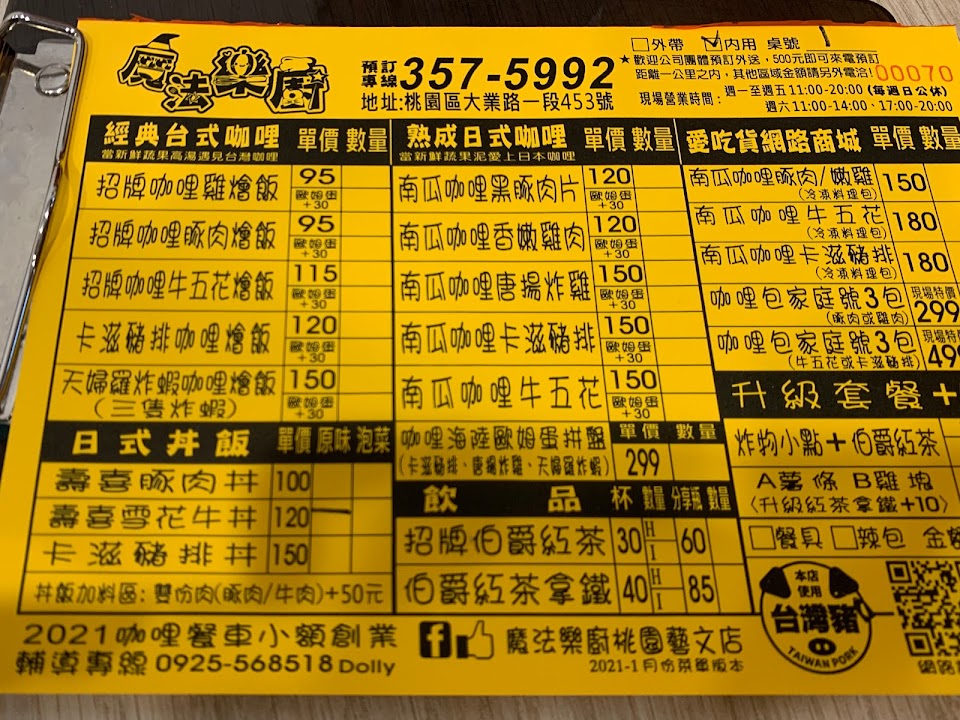 魔法樂廚
預訂專線357-5992
地址:桃園區大業路一段453號
□外帶 ☑內用 桌號 1
★歡迎公司團體預訂外送,500元即可來電預訂
距離一公里之內,其他區域金額請另外電洽!
00070
現場營業時間: 週一至週五11:00-20:00 (每週日公休)
週六11:00-14:00、17:00-20:00
經典台式咖哩 單價 數量
當新鮮蔬果高湯遇見台灣咖哩
招牌咖哩雞燴飯 95 歐姆蛋+30
招牌咖哩豚肉燴飯 95 歐姆蛋+30
招牌咖哩牛五花燴飯 115 歐姆蛋+30
卡滋豬排咖哩燴飯 120 歐姆蛋+30
天婦羅炸蝦咖哩燴飯 150 歐姆蛋+30
(三隻炸蝦)
日式丼飯 單價 原味 泡菜
壽喜豚肉丼 100
壽喜雪花牛丼 120
卡滋豬排丼 150
丼飯加料區: 雙份肉(豚肉/牛肉)+50元
熟成日式咖哩 單價 數量
當新鮮蔬果泥愛上日本咖哩
南瓜咖哩黑豚肉片 120 歐姆蛋+30
南瓜咖哩香嫩雞肉 120 歐姆蛋+30
南瓜咖哩唐揚炸雞 150 歐姆蛋+30
南瓜咖哩卡滋豬排 150 歐姆蛋+30
南瓜咖哩牛五花 150 歐姆蛋+30
咖哩海陸歐姆蛋拼盤 單價 數量
(卡滋豬排、唐揚炸雞、天婦羅炸蝦) 299
飲品 杯 數量 分享瓶 數量
招牌伯爵紅茶 30 H I 60
伯爵紅茶拿鐵 40 H I 85
愛吃貨網路商城 單價 數量
南瓜咖哩豚肉/嫩雞 150
(冷凍料理包)
南瓜咖哩牛五花 180
(冷凍料理包)
南瓜咖哩卡滋豬排 180
(冷凍料理包)
咖哩包家庭號3包 現場特價 299
(豚肉或雞肉)
咖哩包家庭號3包 現場特 499
(牛五花或卡滋豬排)
升級套餐+
炸物小點+伯爵紅茶
A薯條 B雞塊
(升級紅茶拿鐵+10)
□餐具 □辣包 金額
本店使用
台灣豬
TAIWAN PORK
2021咖哩餐車小額創業
輔導專線 0925-568518 Dolly
魔法樂廚桃園藝文店
2021-1月份菜單版本
網路